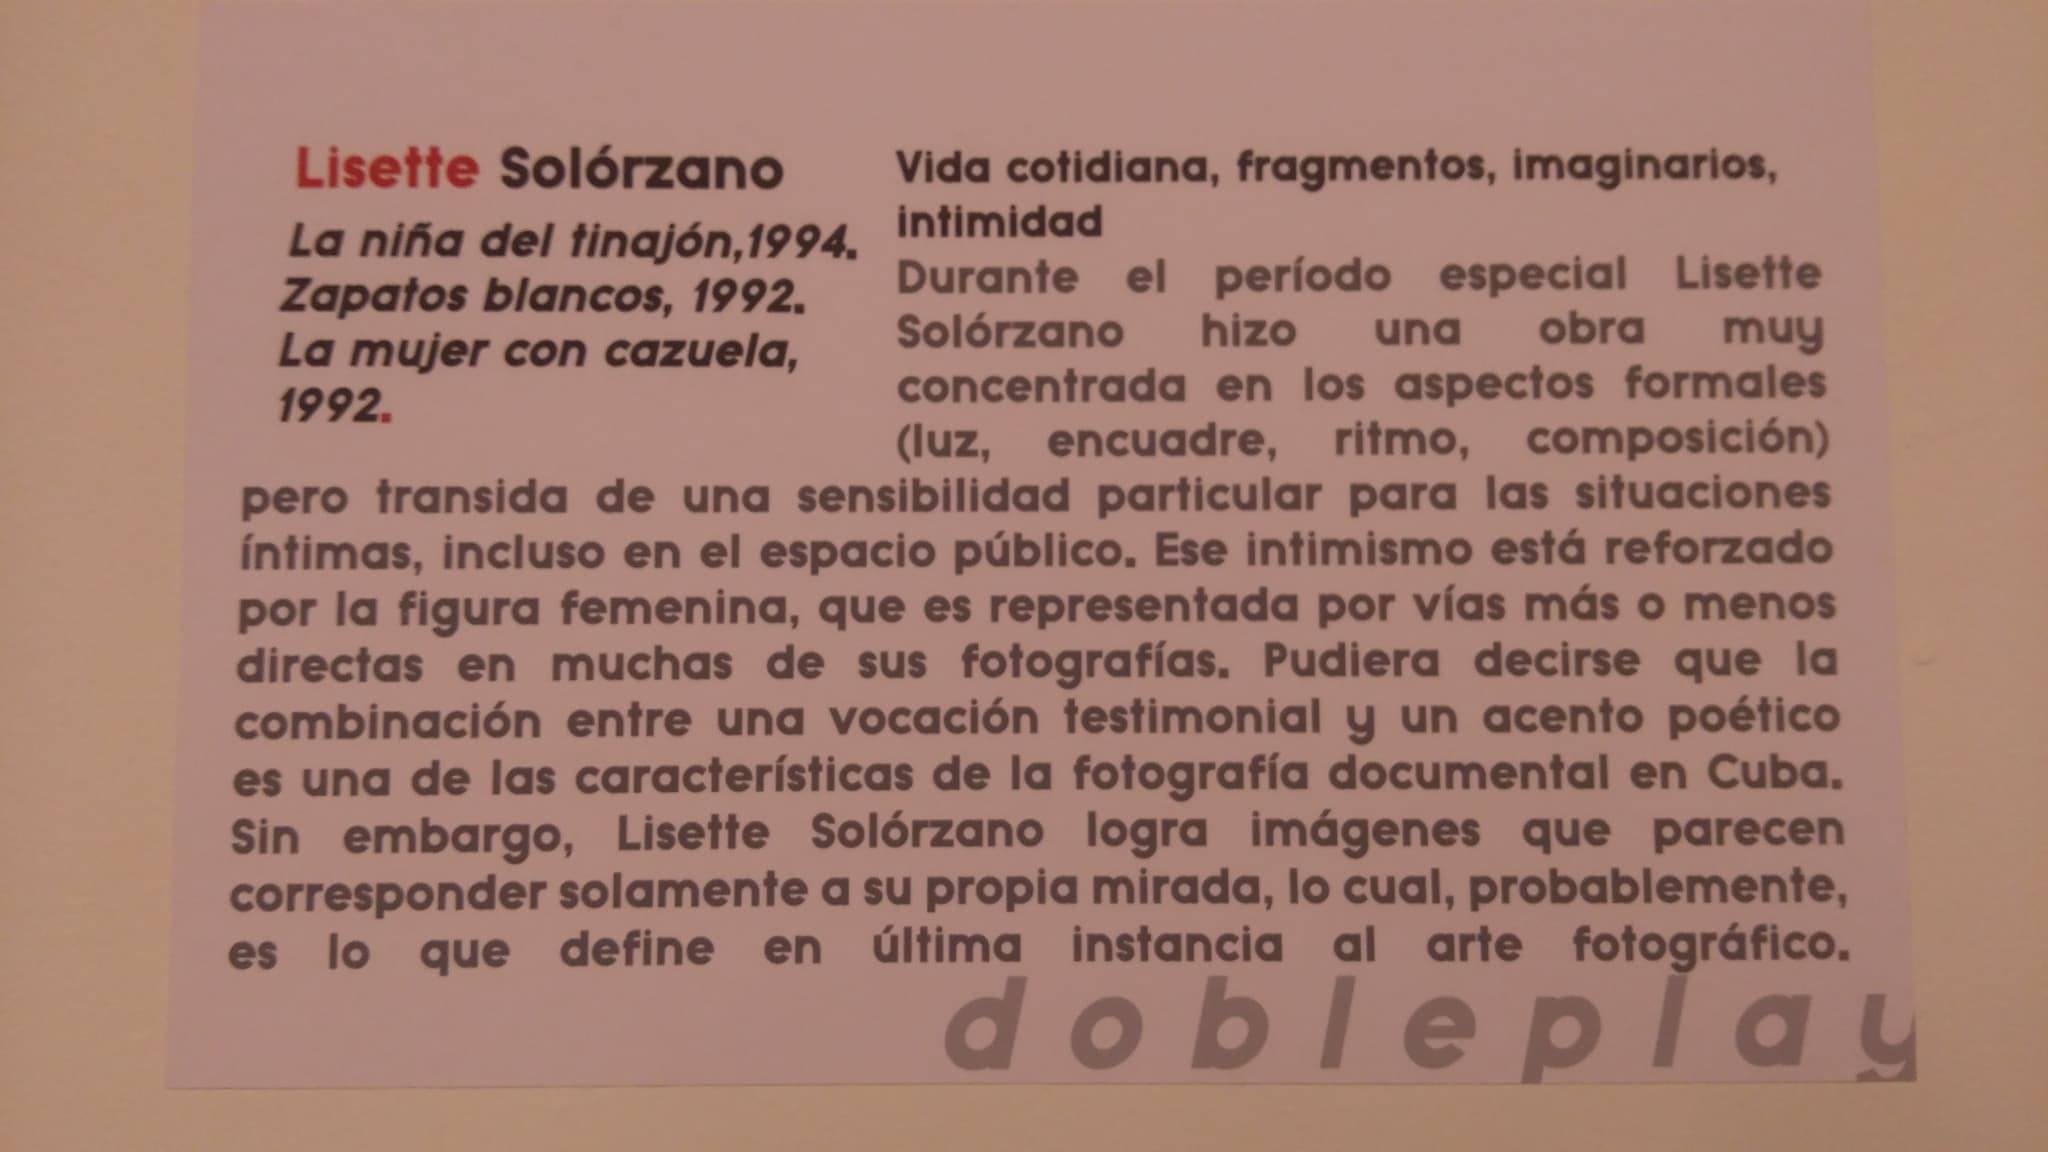 Lisette Solórzano
La niña del tinajón,1994.
Zapatos blancos, 1992.
La mujer con cazuela,
1992.
Vida cotidiana, fragmentos, imaginarios,
intimidad
Durante el período especial Lisette
Solórzano hizo una obra muy
concentrada en los aspectos formales
(luz, encuadre, ritmo, composición)
pero transida de una sensibilidad particular para las situaciones
íntimas, incluso en el espacio público. Ese intimismo está reforzado
por la figura femenina, que es representada por vías más o menos
directas en muchas de sus fotografías. Pudiera decirse que la
combinación entre una vocación testimonial y un acento poético
es una de las características de la fotografía documental en Cuba.
Sin embargo, Lisette Solórzano logra imágenes que parecen
corresponder solamente a su propia mirada, lo cual, probablemente,
es lo que define en última instancia al arte fotográfico.
dobleplay